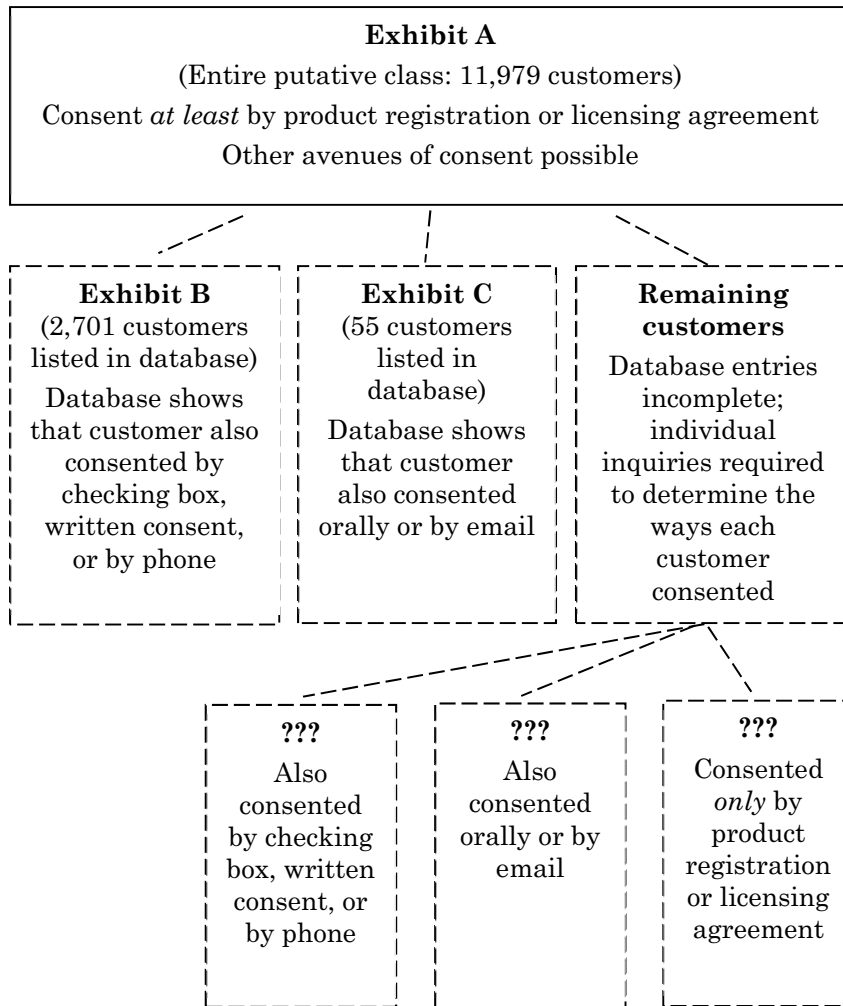 Exhibit A
(Entire putative class: 11,979 customers)
Consent at least by product registration or licensing agreement
Other avenues of consent possible
Exhibit B
(2,701 customers
listed in database)
Database shows
that customer also
consented by
checking box,
written consent,
or by phone
Exhibit C
(55 customers
listed in
database)
Database shows
that customer
also consented
orally or by email
Remaining
customers
Database entries
incomplete;
individual
inquiries required
to determine the
ways each
customer
consented
???
Also
consented
by checking
box, written
consent, or
by phone
???
Also
consented
orally or by
email
???
Consented
only by
product
registration
or licensing
agreement